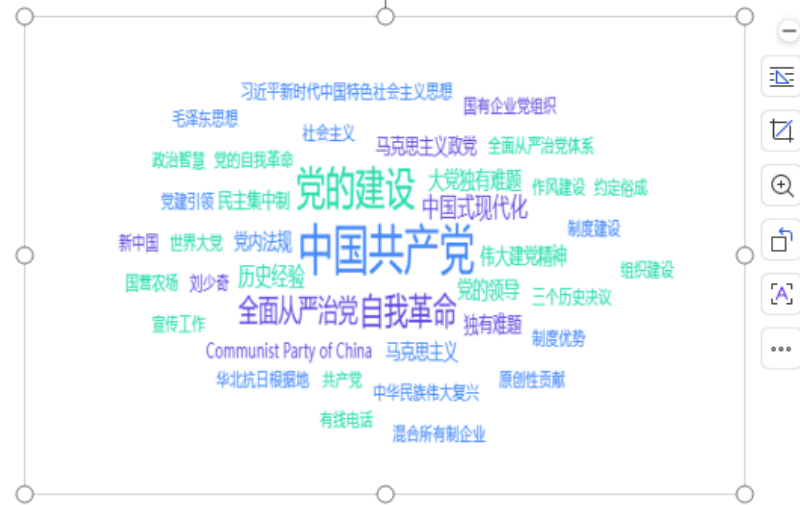 习近平新时代中国特色社会主义思想
国有企业党组织
毛泽东思想
社会主义
马克思主义政党
全面从严治党体系
政治智慧
党的自我革命
党的建设
大党独有难题
作风建设
约定俗成
党建引领
民主集中制
中国式现代化
制度建设
新中国
世界大党
党内法规
中国共产党
伟大建党精神
组织建设
国营农场
刘少奇
历史经验
党的领导
三个历史决议
全面从严治党
自我革命
独有难题
宣传工作
制度优势
Communist Party of China
马克思主义
华北抗日根据地
共产党
中华民族伟大复兴
原创性贡献
有线电话
混合所有制企业
A